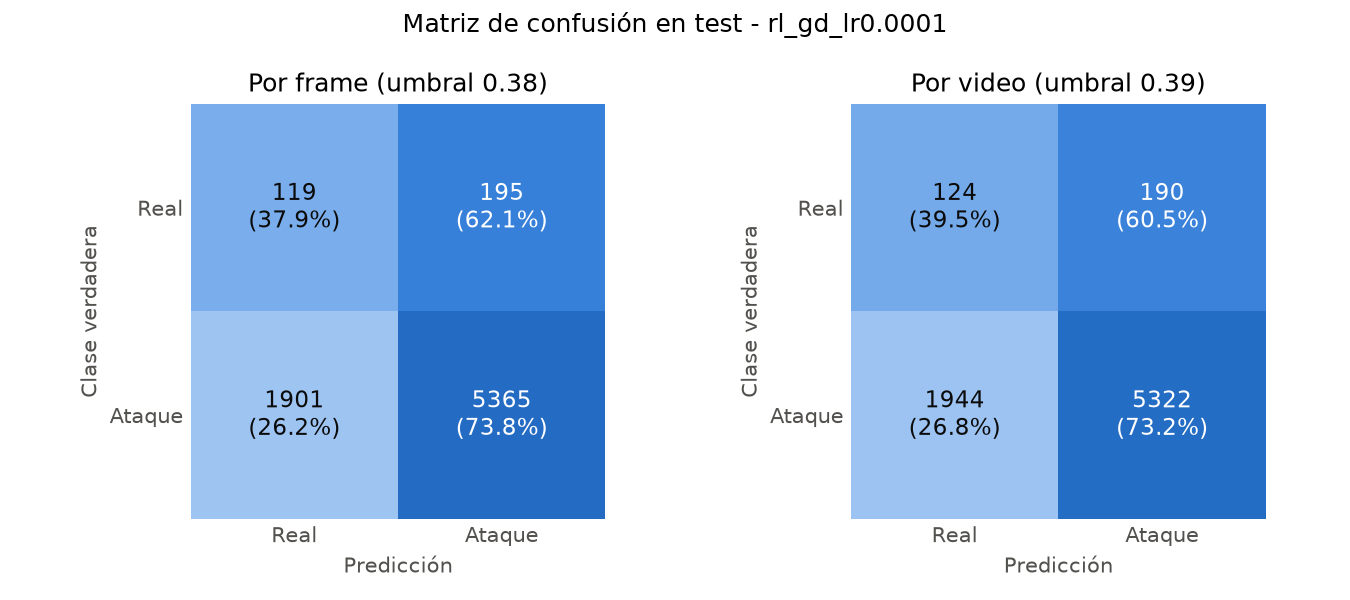 Matriz de confusión en test - rl_gd_lr0.0001
Por frame (umbral 0.38)
Clase verdadera
Real
119
(37.9%)
195
(62.1%)
Ataque
1901
(26.2%)
5365
(73.8%)
Real
Ataque
Predicción
Por video (umbral 0.39)
Clase verdadera
Real
124
(39.5%)
190
(60.5%)
Ataque
1944
(26.8%)
5322
(73.2%)
Real
Ataque
Predicción